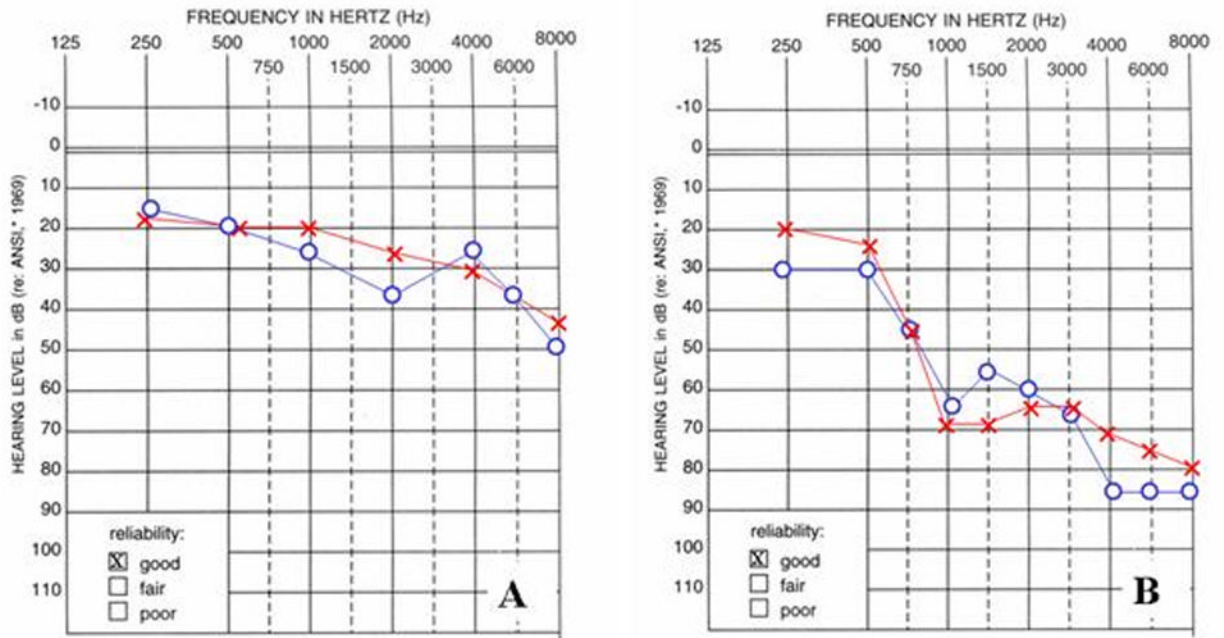 FREQUENCY IN HERTZ (Hz)
125 250 500 1000 2000 4000 8000
750 1500 3000 6000
-10
0
10
20
30
40
50
60
70
80
90
100
110
HEARING LEVEL in dB (re: ANSI,* 1969)
reliability:
X good
fair
poor
A
FREQUENCY IN HERTZ (Hz)
125 250 500 1000 2000 4000 8000
750 1500 3000 6000
-10
0
10
20
30
40
50
60
70
80
90
100
110
HEARING LEVEL in dB (re: ANSI,* 1969)
reliability:
X good
fair
poor
B